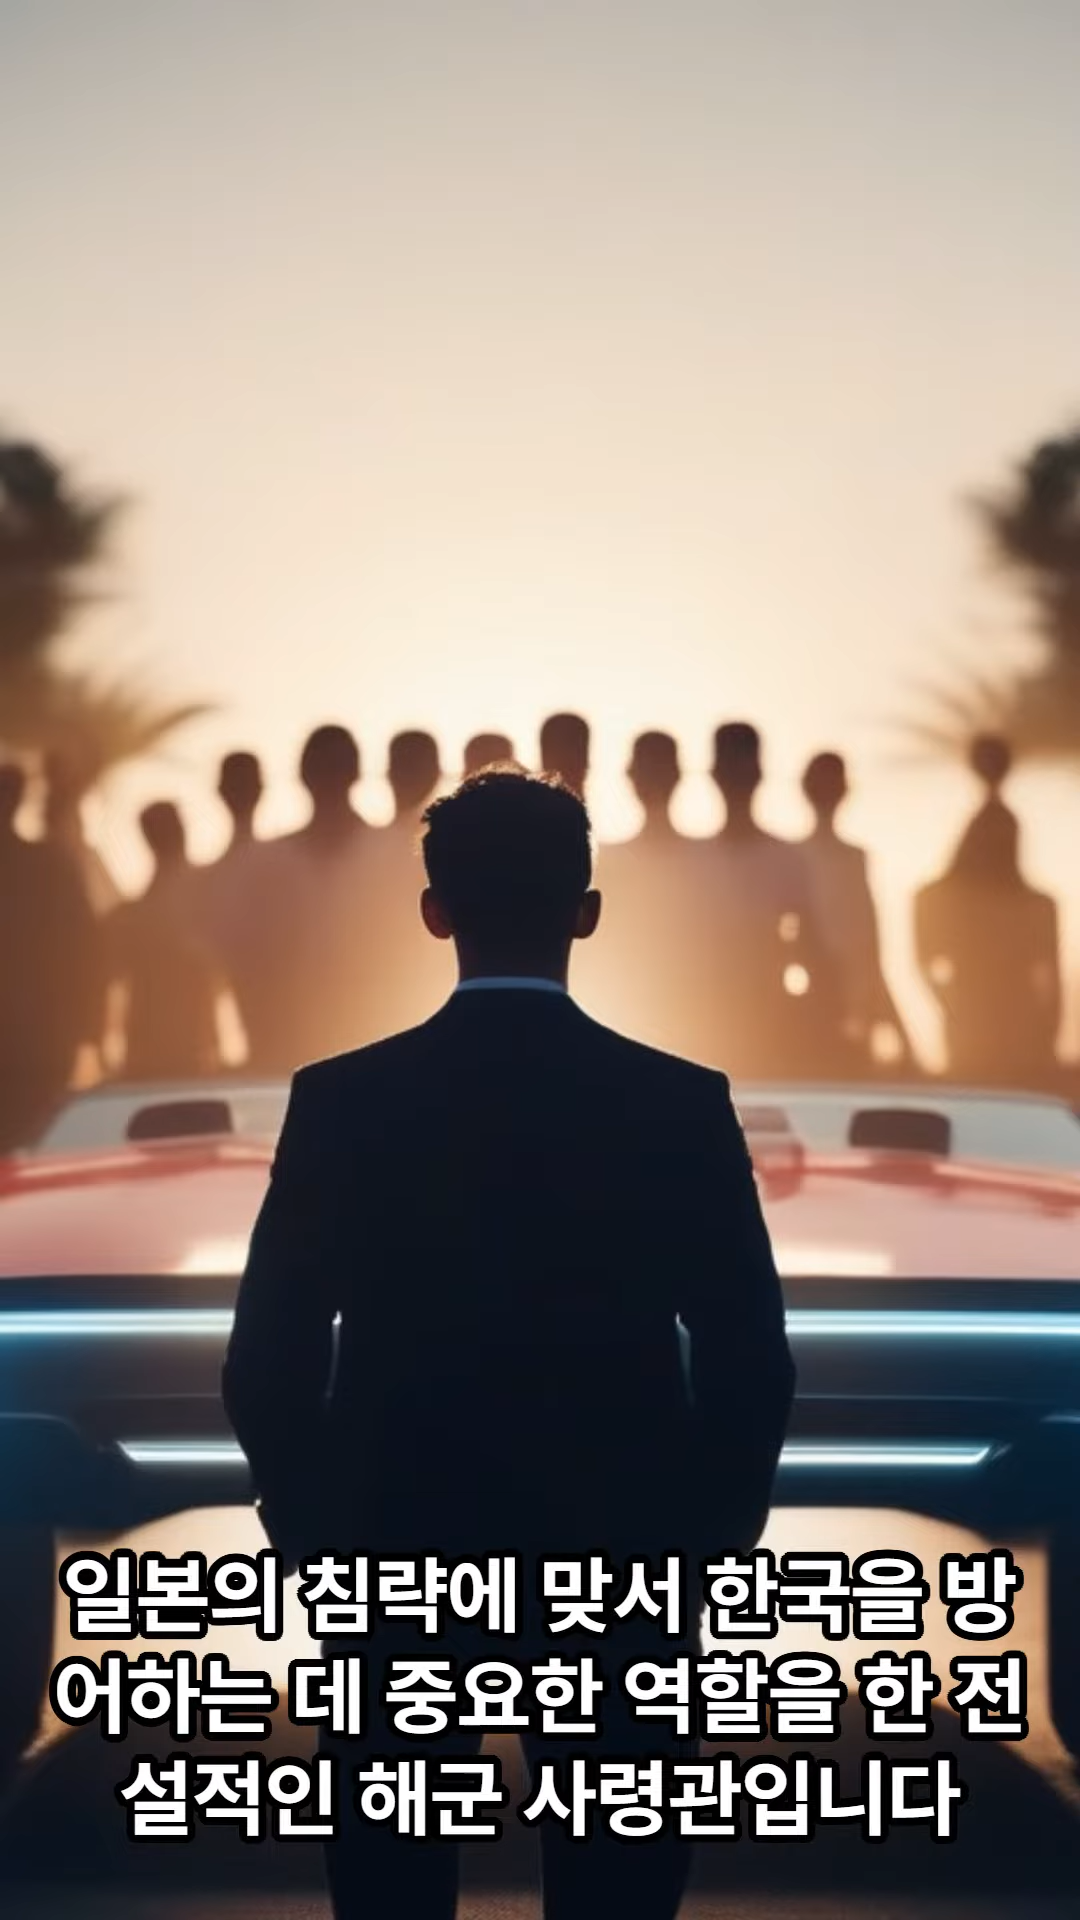 일본의 침략에 맞서 한국을 방
어하는 데 중요한 역할을 한 전
설적인 해군 사령관입니다